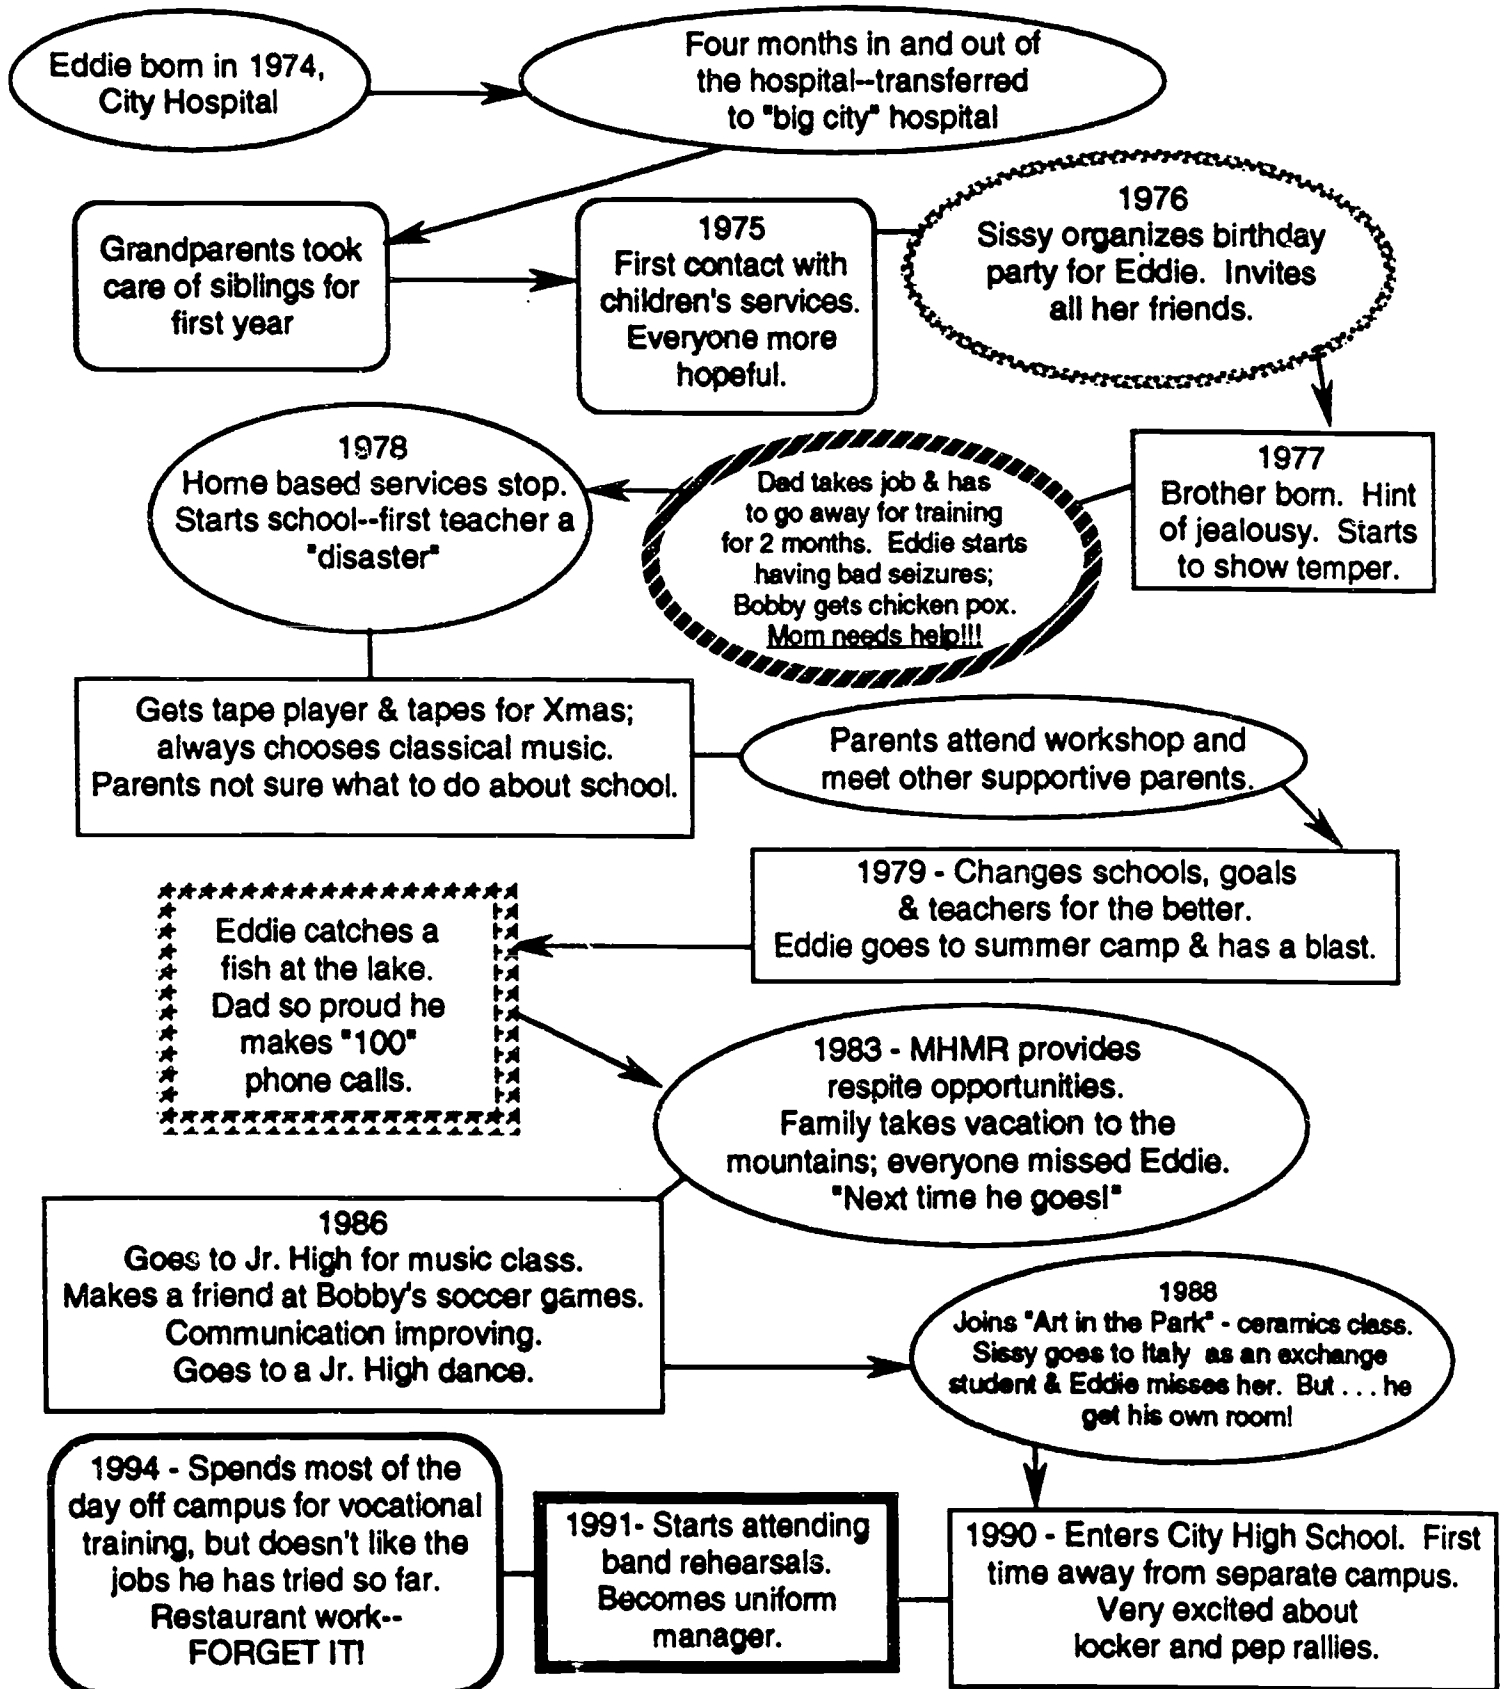 Eddie born in 1974,
City Hospital
Four months in and out of
the hospital--transferred
to "big city" hospital
Grandparents took
care of siblings for
first year
1975
First contact with
children's services.
Everyone more
hopeful.
1976
Sissy organizes birthday
party for Eddie. Invites
all her friends.
1977
Brother born. Hint
of jealousy. Starts
to show temper.
Dad takes job & has
to go away for training
for 2 months. Eddie starts
having bad seizures;
Bobby gets chicken pox.
Mom needs help!!!
1978
Home based services stop.
Starts school--first teacher a
"disaster"
Gets tape player & tapes for Xmas;
always chooses classical music.
Parents not sure what to do about school.
Parents attend workshop and
meet other supportive parents.
1979 - Changes schools, goals
& teachers for the better.
Eddie goes to summer camp & has a blast.
Eddie catches a
fish at the lake.
Dad so proud he
makes "100"
phone calls.
1983 - MHMR provides
respite opportunities.
Family takes vacation to the
mountains; everyone missed Eddie.
"Next time he goes!"
1986
Goes to Jr. High for music class.
Makes a friend at Bobby's soccer games.
Communication improving.
Goes to a Jr. High dance.
1988
Joins "Art in the Park" - ceramics class.
Sissy goes to Italy as an exchange
student & Eddie misses her. But . . . he
get his own room!
1990 - Enters City High School. First
time away from separate campus.
Very excited about
locker and pep rallies.
1991- Starts attending
band rehearsals.
Becomes uniform
manager.
1994 - Spends most of the
day off campus for vocational
training, but doesn't like the
jobs he has tried so far.
Restaurant work--
FORGET IT!